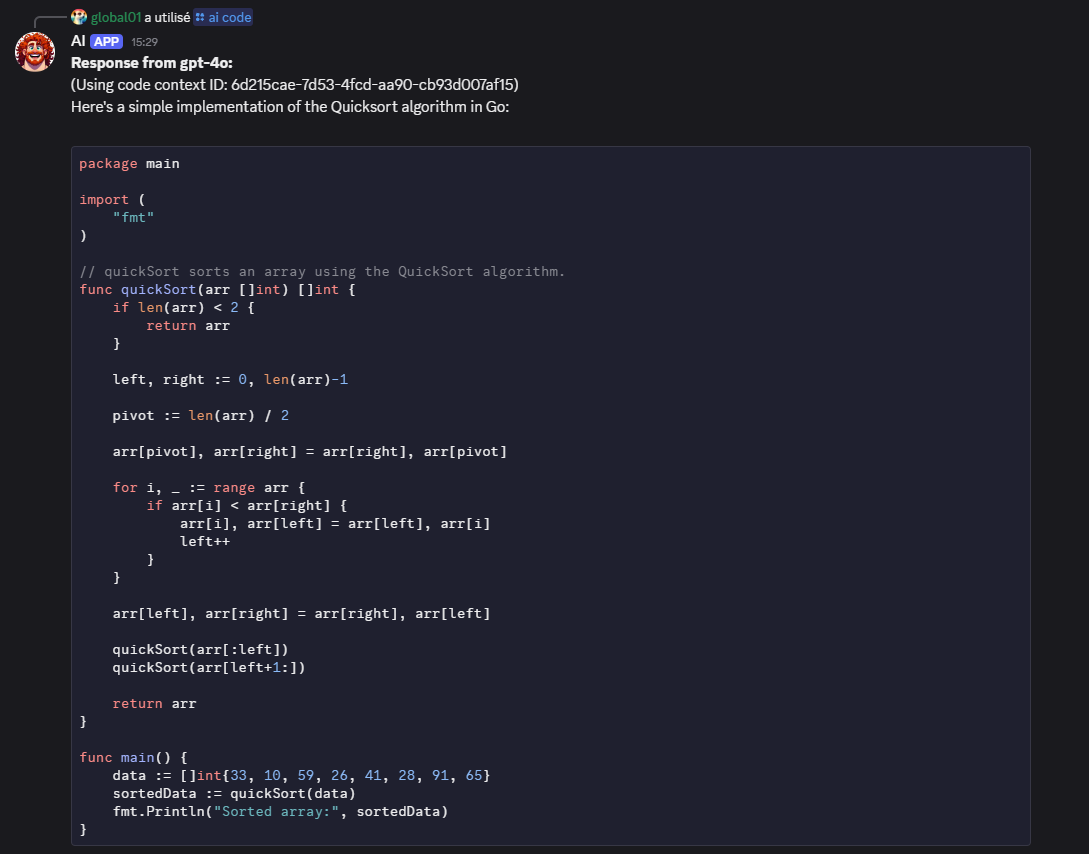 global01 a utilisé ai code
AI APP 15:29
Response from gpt-4o:
(Using code context ID: 6d215cae-7d53-4fcd-aa90-cb93d007af15)
Here's a simple implementation of the Quicksort algorithm in Go:
package main
import (
    "fmt"
)
// quickSort sorts an array using the QuickSort algorithm.
func quickSort(arr []int) []int {
    if len(arr) < 2 {
        return arr
    }
    left, right := 0, len(arr)-1
    pivot := len(arr) / 2
    arr[pivot], arr[right] = arr[right], arr[pivot]
    for i, _ := range arr {
        if arr[i] < arr[right] {
            arr[i], arr[left] = arr[left], arr[i]
            left++
        }
    }
    arr[left], arr[right] = arr[right], arr[left]
    quickSort(arr[:left])
    quickSort(arr[left+1:])
    return arr
}
func main() {
    data := []int{33, 10, 59, 26, 41, 28, 91, 65}
    sortedData := quickSort(data)
    fmt.Println("Sorted array:", sortedData)
}